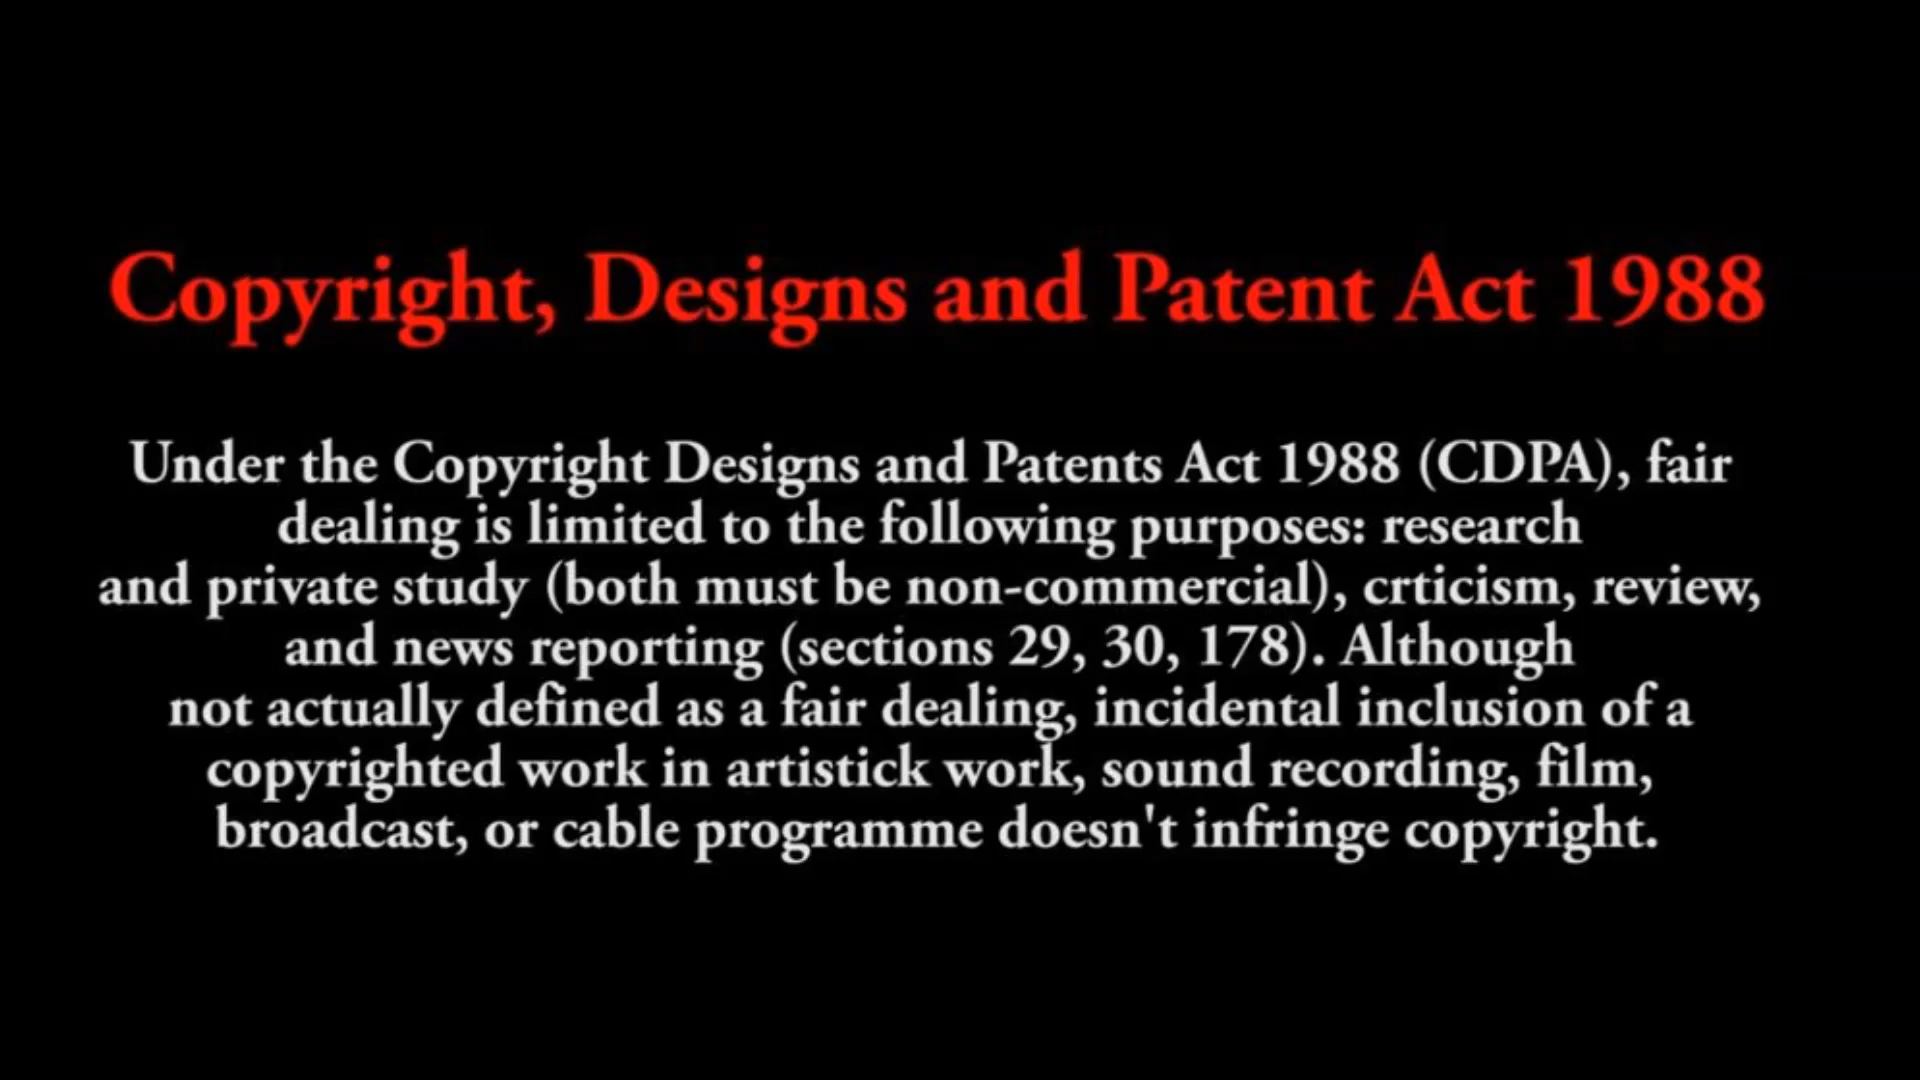 Copyright, Designs and Patent Act 1988
Under the Copyright Designs and Patents Act 1988 (CDPA), fair
dealing is limited to the following purposes: research
and private study (both must be non-commercial), crticism, review,
and news reporting (sections 29, 30, 178). Although
not actually defined as a fair dealing, incidental inclusion of a
copyrighted work in artistick work, sound recording, film,
broadcast, or cable programme doesn't infringe copyright.